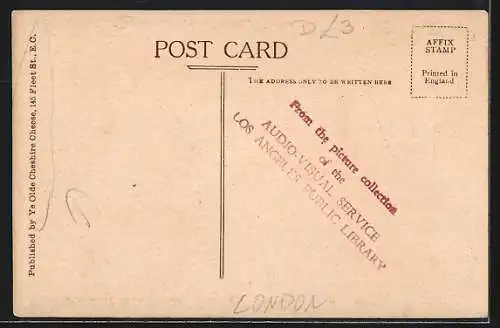 DL3
POST CARD
AFFIX
STAMP
Printed in
England
THE ADDRESS ONLY TO BE WRITTEN HERE
Published by Ye Olde Cheshire Cheese, 145 Fleet St., E.C.
From the picture collection
of the
AUDIO-VISUAL SERVICE
LOS ANGELES PUBLIC LIBRARY
LONDON